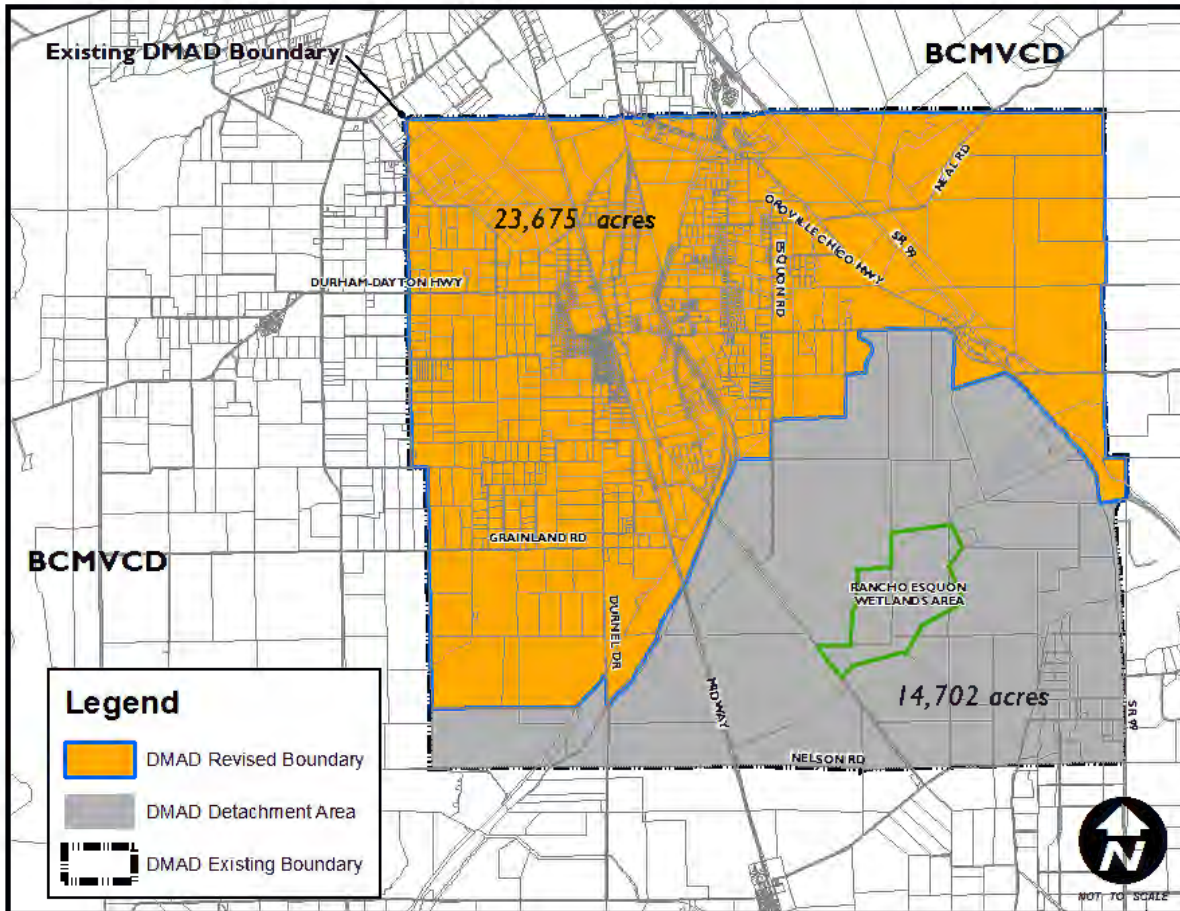 Existing DMAD Boundary
BCMVCD
NEAL RD
23,675 acres
OROVILLE CHICO HWY
SR 99
ESQUON RD
DURHAM-DAYTON HWY
GRAINLAND RD
BCMVCD
RANCHO ESQUON
WETLANDS AREA
DURNEL DR
MIDWAY
14,702 acres
SR 99
NELSON RD
Legend
DMAD Revised Boundary
DMAD Detachment Area
DMAD Existing Boundary
N
NOT TO SCALE